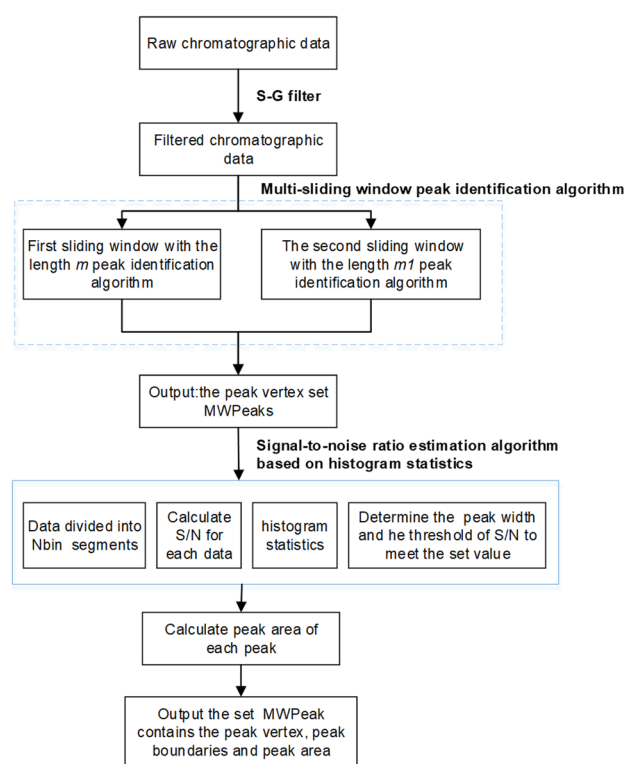 Raw chromatographic data
S-G filter
Filtered chromatographic
data
Multi-sliding window peak identification algorithm
First sliding window with the
length m peak identification
algorithm
The second sliding window
with the length m1 peak
identification algorithm
Output:the peak vertex set
MWPeaks
Signal-to-noise ratio estimation algorithm
based on histogram statistics
Data divided into
Nbin segments
Calculate
S/N for
each data
histogram
statistics
Determine the peak width
and he threshold of S/N to
meet the set value
Calculate peak area of
each peak
Output the set MWPeak
contains the peak vertex, peak
boundaries and peak area